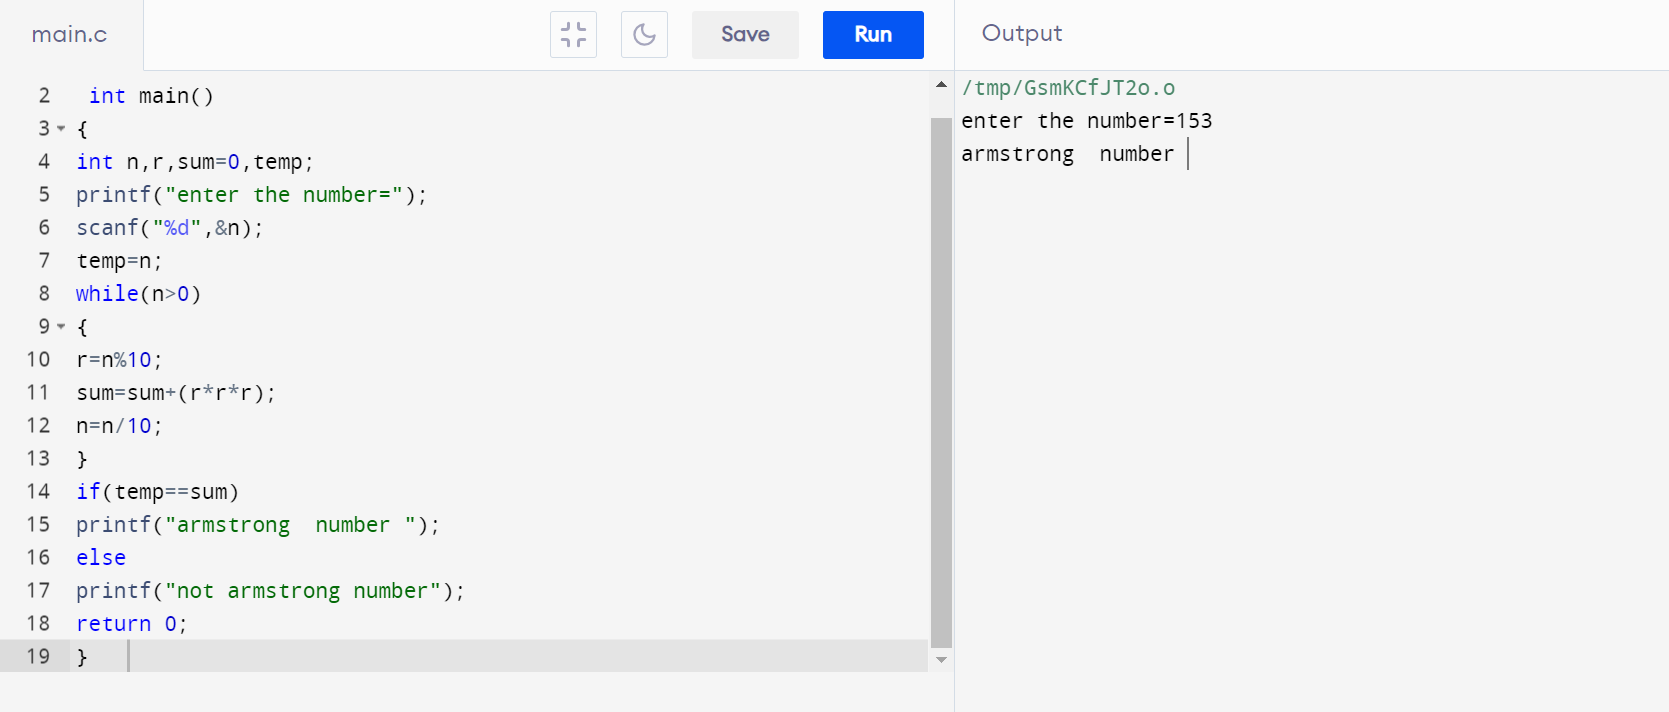 main.c
Save
Run
Output
2 int main()
3 {
4 int n,r,sum=0,temp;
5 printf("enter the number=");
6 scanf("%d",&n);
7 temp=n;
8 while(n>0)
9 {
10 r=n%10;
11 sum=sum+(r*r*r);
12 n=n/10;
13 }
14 if(temp==sum)
15 printf("armstrong  number ");
16 else
17 printf("not armstrong number");
18 return 0;
19 }
/tmp/GsmKCfJT2o.o
enter the number=153
armstrong  number